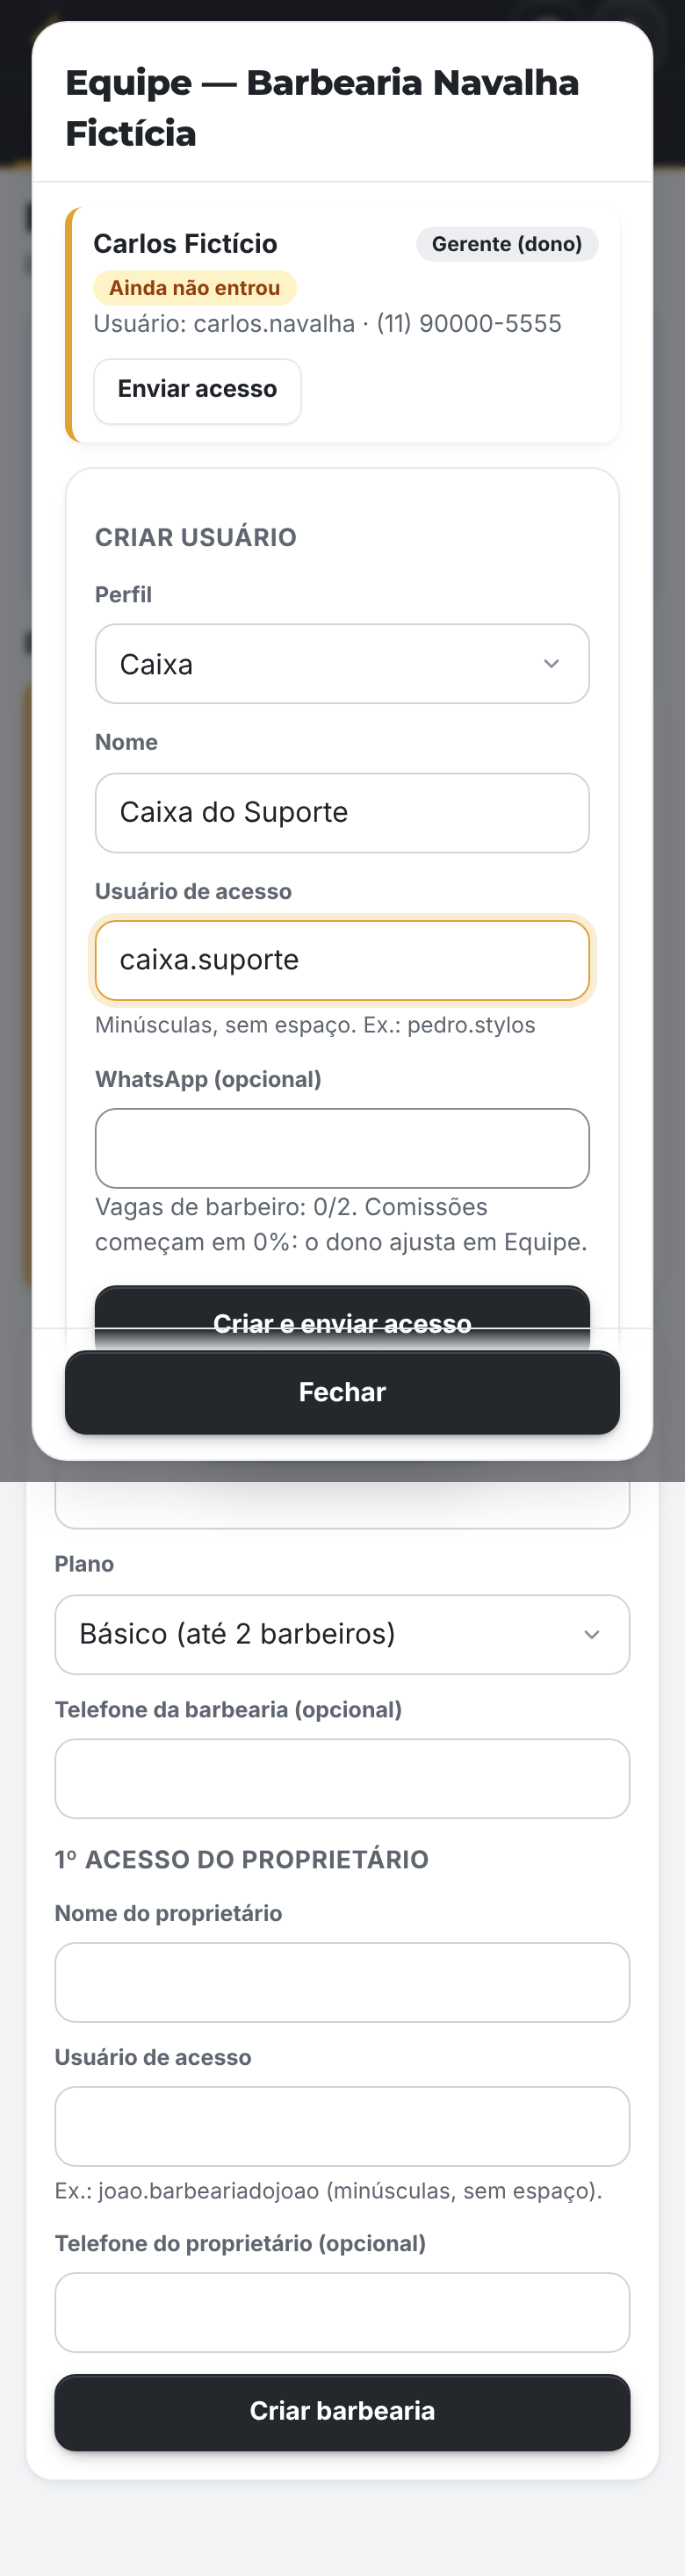 Equipe — Barbearia Navalha
Fictícia
Carlos Fictício
Gerente (dono)
Ainda não entrou
Usuário: carlos.navalha · (11) 90000-5555
Enviar acesso
CRIAR USUÁRIO
Perfil
Caixa
Nome
Caixa do Suporte
Usuário de acesso
caixa.suporte
Minúsculas, sem espaço. Ex.: pedro.stylos
WhatsApp (opcional)
Vagas de barbeiro: 0/2. Comissões
começam em 0%: o dono ajusta em Equipe.
Criar e enviar acesso
Fechar
Plano
Básico (até 2 barbeiros)
Telefone da barbearia (opcional)
1º ACESSO DO PROPRIETÁRIO
Nome do proprietário
Usuário de acesso
Ex.: joao.barbeariadojoao (minúsculas, sem espaço).
Telefone do proprietário (opcional)
Criar barbearia